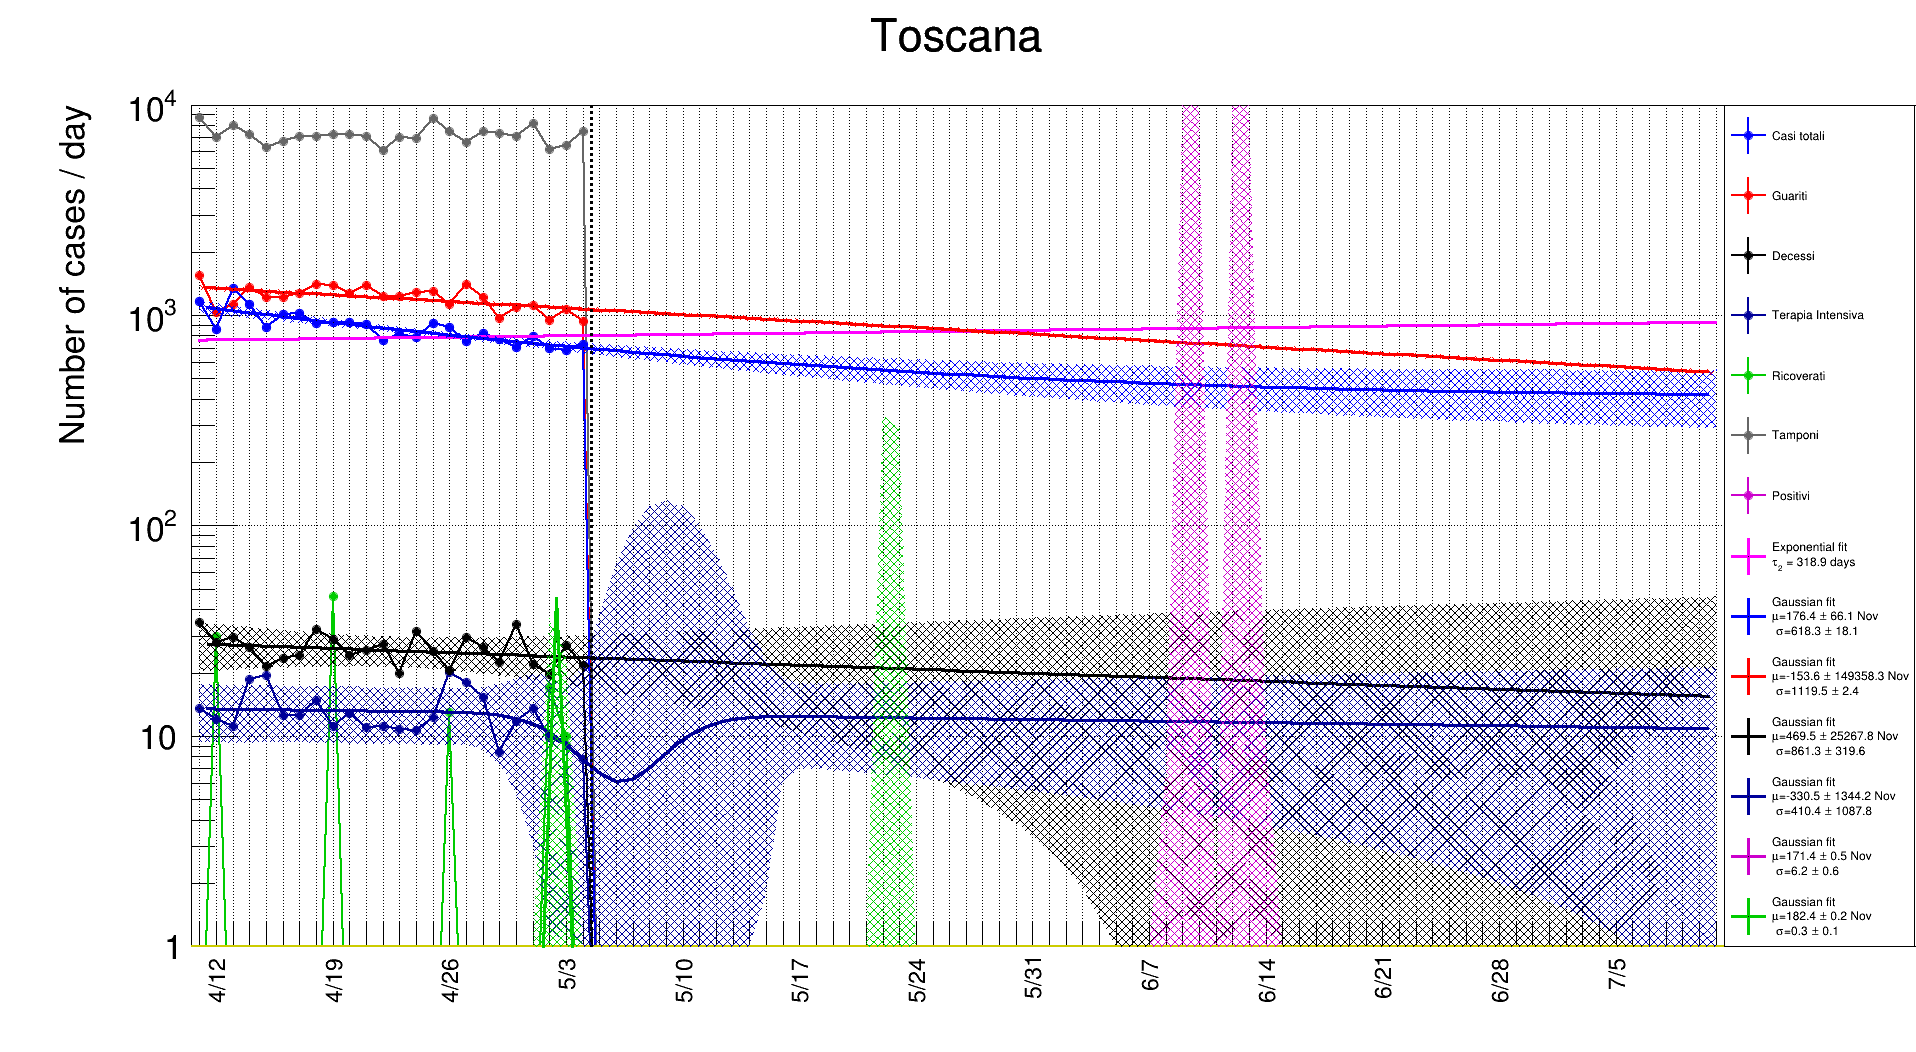 Toscana
Number of cases / day
10^4
10^3
10^2
10
1
4/12
4/19
4/26
5/3
5/10
5/17
5/24
5/31
6/7
6/14
6/21
6/28
7/5
Casi totali
Guariti
Decessi
Terapia Intensiva
Ricoverati
Tamponi
Positivi
Exponential fit
τ_2 = 318.9 days
Gaussian fit
μ=176.4 ± 66.1 Nov
σ=618.3 ± 18.1
Gaussian fit
μ=-153.6 ± 149358.3 Nov
σ=1119.5 ± 2.4
Gaussian fit
μ=469.5 ± 25267.8 Nov
σ=861.3 ± 319.6
Gaussian fit
μ=-330.5 ± 1344.2 Nov
σ=410.4 ± 1087.8
Gaussian fit
μ=171.4 ± 0.5 Nov
σ=6.2 ± 0.6
Gaussian fit
μ=182.4 ± 0.2 Nov
σ=0.3 ± 0.1